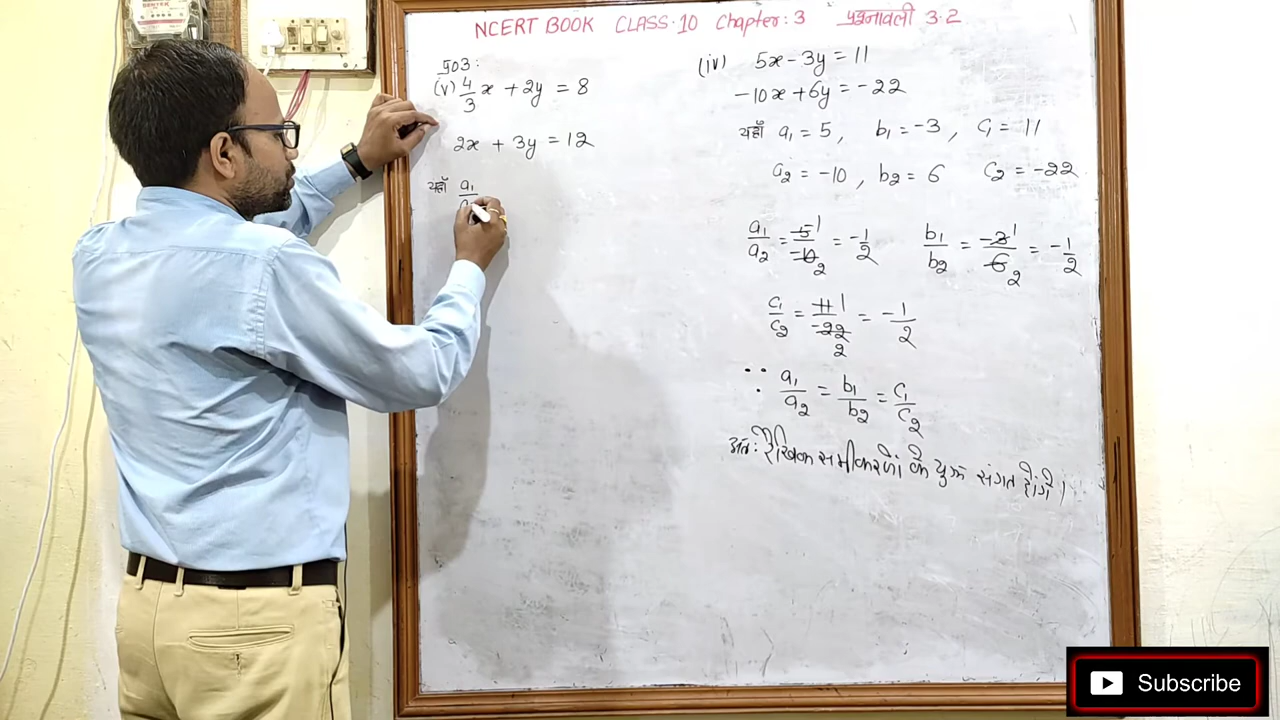 NCERT BOOK CLASS·10 Chapter:3 प्रश्नावली 3.2
प्र03:
(v) 4/3 x + 2y = 8
2x + 3y = 12
यहाँ a₁
(iv) 5x - 3y = 11
-10x + 6y = -22
यहाँ a₁ = 5, b₁ = -3, c₁ = 11
a₂ = -10, b₂ = 6 c₂ = -22
a₁/a₂ = 5/-10 = -1/2 b₁/b₂ = -3/6 = -1/2
c₁/c₂ = 11/-22 = -1/2
∵ a₁/a₂ = b₁/b₂ = c₁/c₂
अतः रैखिक समीकरणों के युग्म संगत होंगे।
Subscribe